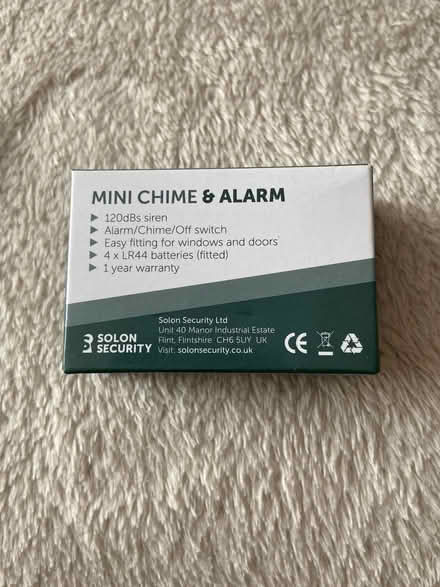 MINI CHIME & ALARM
▶ 120dBs siren
▶ Alarm/Chime/Off switch
▶ Easy fitting for windows and doors
▶ 4 x LR44 batteries (fitted)
▶ 1 year warranty
SOLON
SECURITY
Solon Security Ltd
Unit 40 Manor Industrial Estate
Flint, Flintshire CH6 5UY UK
Visit: solonsecurity.co.uk
CE